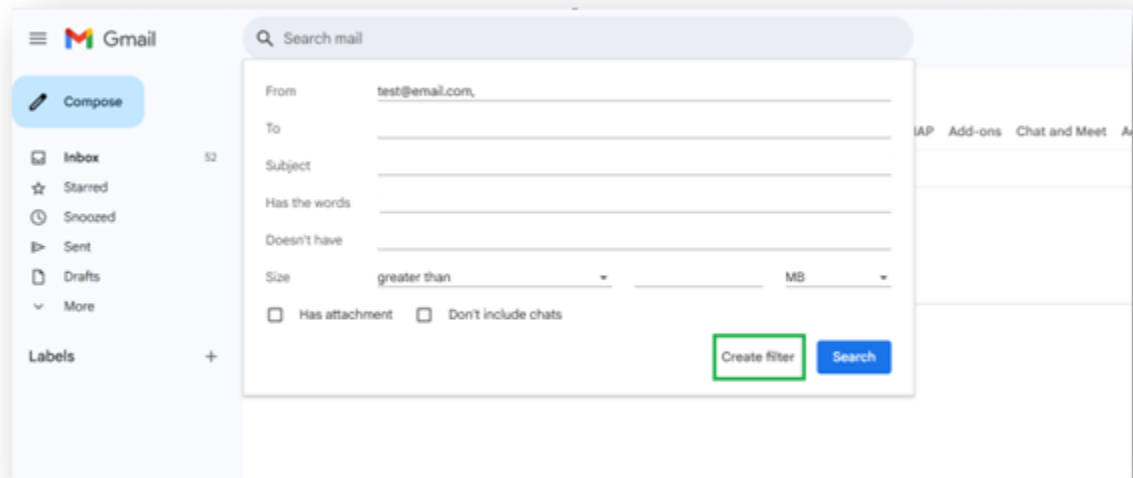 Gmail
Search mail
Compose
Inbox 52
Starred
Snoozed
Sent
Drafts
More
Labels +
From test@email.com,
To
Subject
Has the words
Doesn't have
Size greater than MB
Has attachment Don't include chats
Create filter Search
Add-ons Chat and Meet